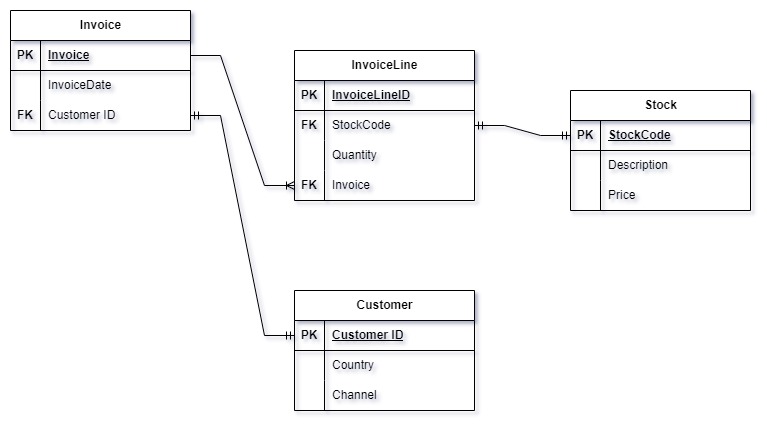 Invoice
PK Invoice
InvoiceDate
FK Customer ID
InvoiceLine
PK InvoiceLineID
FK StockCode
Quantity
FK Invoice
Stock
PK StockCode
Description
Price
Customer
PK Customer ID
Country
Channel